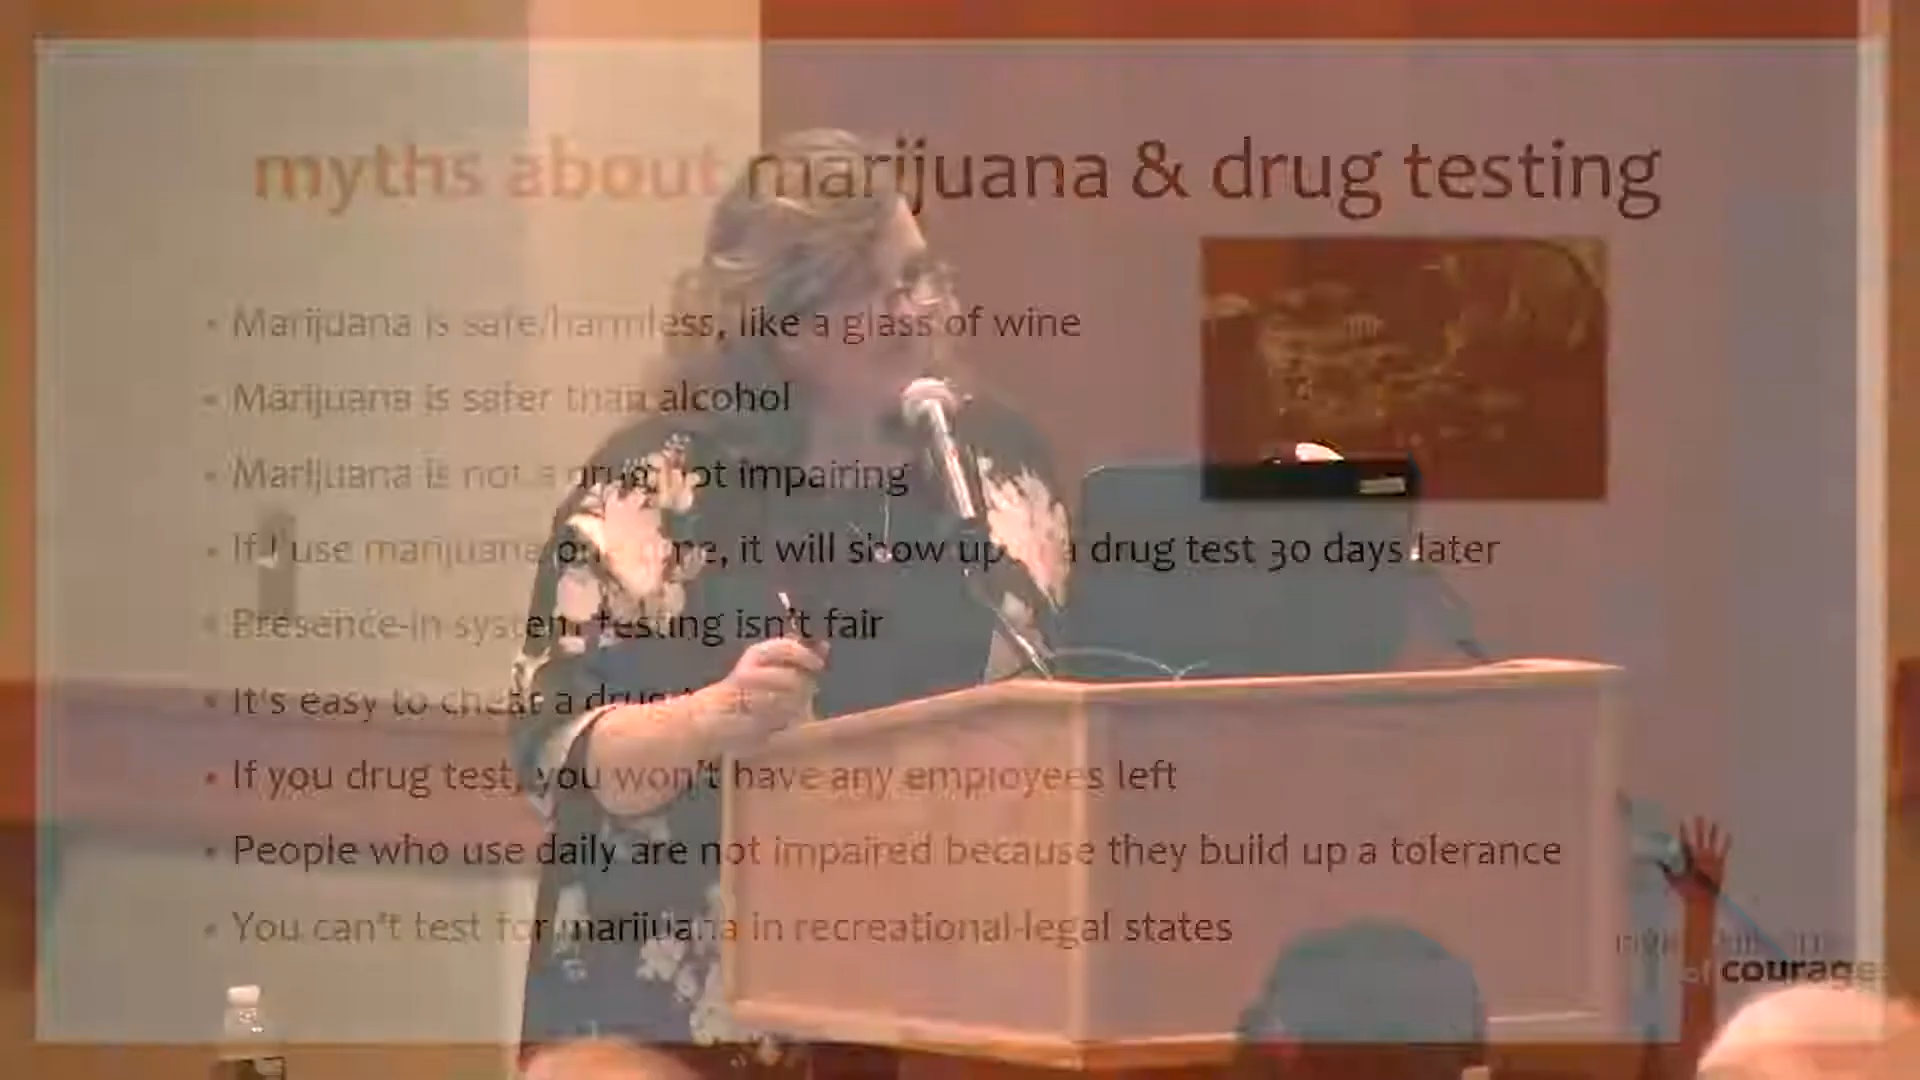 myths about marijuana & drug testing
• Marijuana is safe/harmless, like a glass of wine
• Marijuana is safer than alcohol
• Marijuana is not a drug, not impairing
• If I use marijuana one time, it will show up on a drug test 30 days later
• Presence-in system testing isn't fair
• It's easy to cheat a drug test
• If you drug test, you won't have any employees left
• People who use daily are not impaired because they build up a tolerance
• You can't test for marijuana in recreational-legal states
of courage